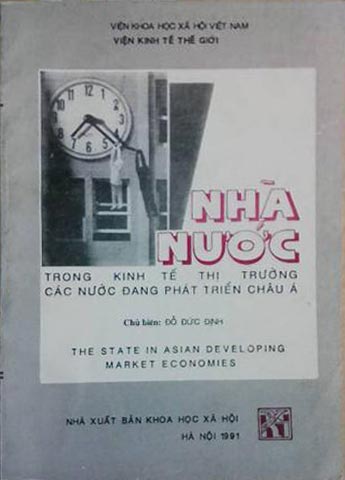 VIỆN KHOA HỌC XÃ HỘI VIỆT NAM
VIỆN KINH TẾ THẾ GIỚI
NHÀ
NƯỚC
TRONG KINH TẾ THỊ TRƯỜNG
CÁC NƯỚC ĐANG PHÁT TRIỂN CHÂU Á
Chủ biên: ĐỖ ĐỨC ĐỊNH
THE STATE IN ASIAN DEVELOPING
MARKET ECONOMIES
NHÀ XUẤT BẢN KHOA HỌC XÃ HỘI
HÀ NỘI 1991